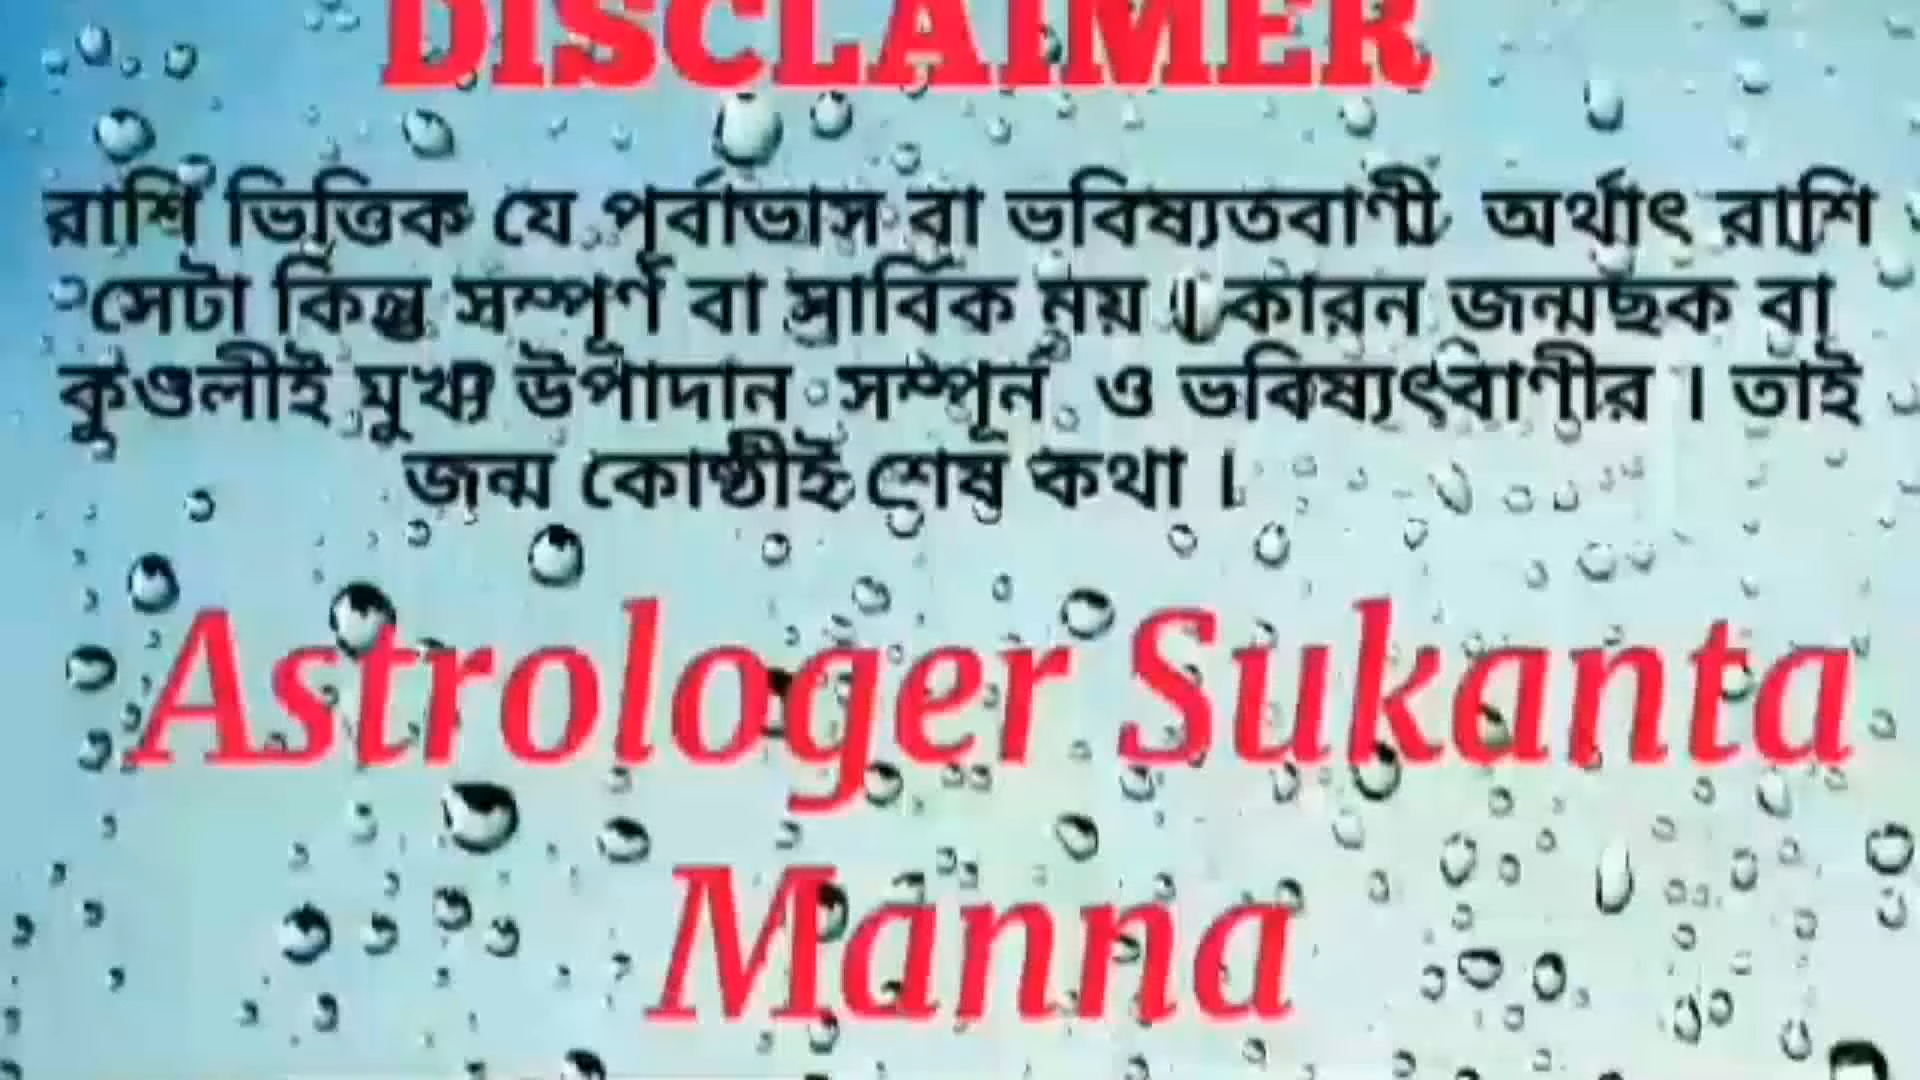 DISCLAIMER
রাশি ভিত্তিক যে পূর্বাভাস বা ভবিষ্যতবাণী অর্থাৎ রাশি
সেটা কিন্তু সম্পূর্ণ বা সার্বিক নয় । কারন জন্মছক বা
কুণ্ডলীই মুখ্য উপাদান সম্পূর্ন ও ভবিষ্যৎবাণীর । তাই
জন্ম কোষ্ঠীই শেষ কথা ।
Astrologer Sukanta
Manna